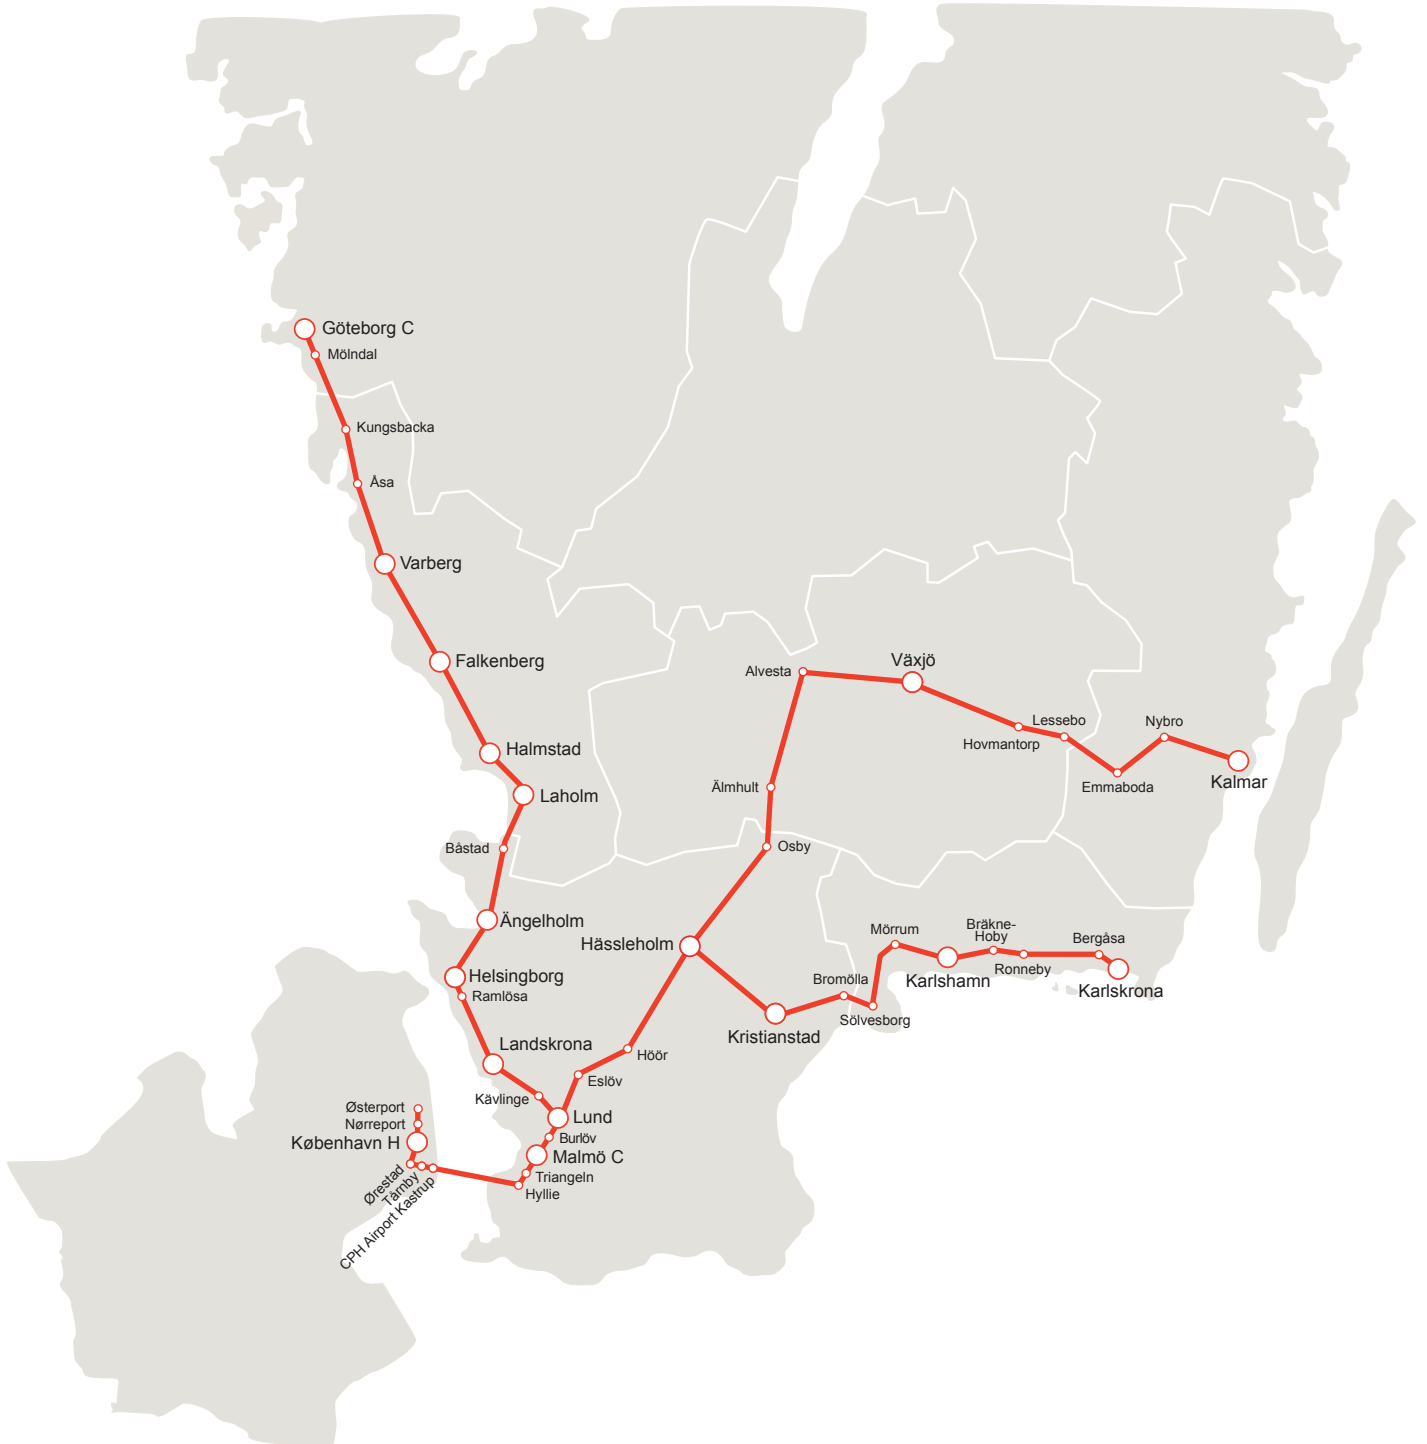 Göteborg C
Mölndal
Kungsbacka
Åsa
Varberg
Falkenberg
Halmstad
Laholm
Båstad
Ängelholm
Helsingborg
Ramlösa
Landskrona
Kävlinge
Lund
Burlöv
Malmö C
Triangeln
Hyllie
Østerport
Nørreport
København H
Ørestad
Tårnby
CPH Airport Kastrup
Eslöv
Höör
Hässleholm
Osby
Älmhult
Alvesta
Växjö
Hovmantorp
Lessebo
Emmaboda
Nybro
Kalmar
Kristianstad
Bromölla
Sölvesborg
Mörrum
Karlshamn
Bräkne-
Hoby
Ronneby
Bergåsa
Karlskrona